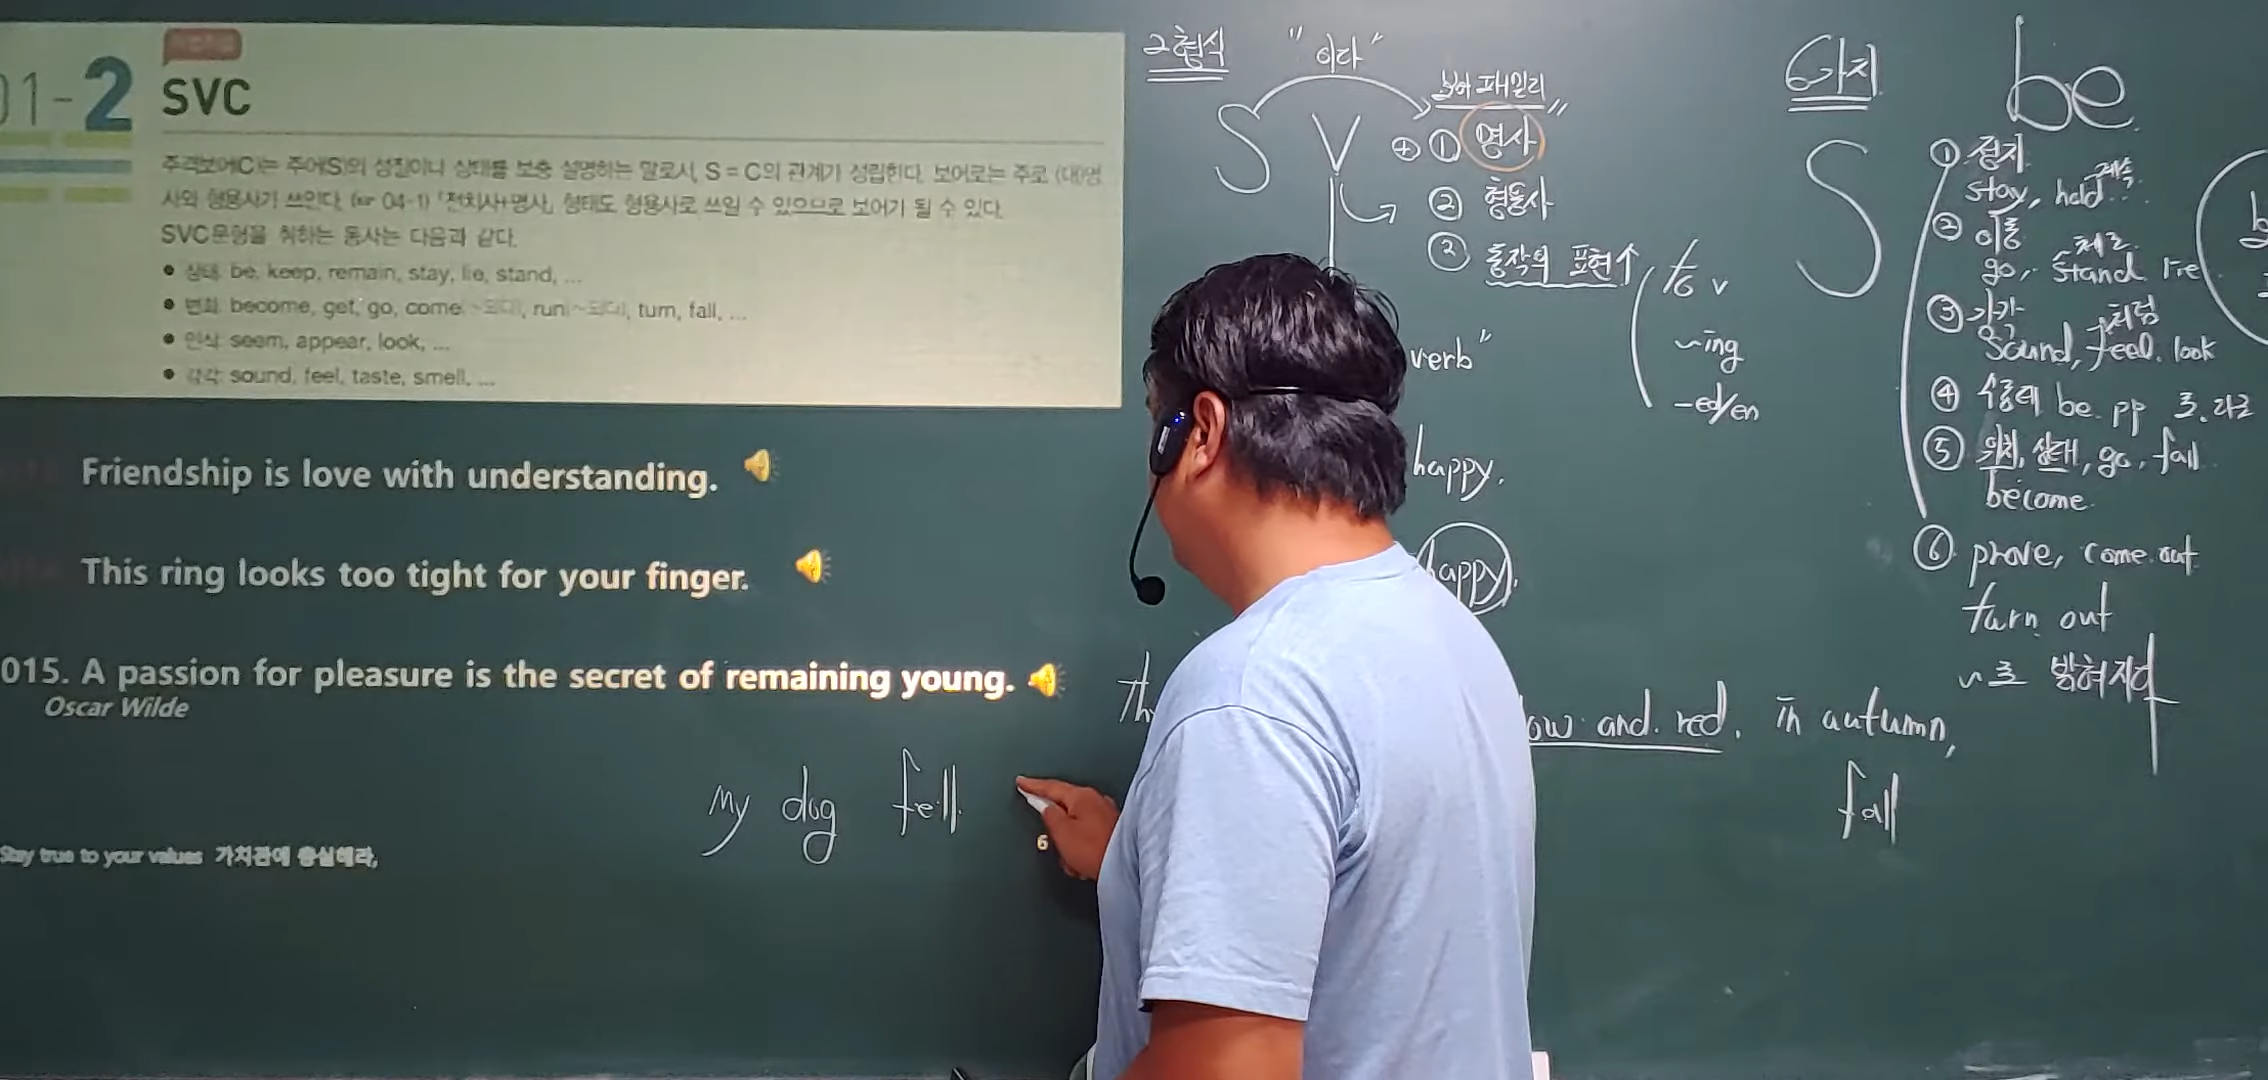 01-2
SVC
주격보어(C)는 주어(S)의 성질이나 상태를 보충 설명하는 말로서, S = C의 관계가 성립한다. 보어로는 주로 (대)명
사와 형용사가 쓰인다. (☞ 04-1) 「전치사+명사」 형태도 형용사로 쓰일 수 있으므로 보어가 될 수 있다.
SVC문형을 취하는 동사는 다음과 같다.
● 상태: be, keep, remain, stay, lie, stand, ...
● 변화: become, get, go, come(~되다), run(~되다), turn, fall, ...
● 인식: seem, appear, look, ...
● 감각: sound, feel, taste, smell, ...
Friendship is love with understanding.
This ring looks too tight for your finger.
015. A passion for pleasure is the secret of remaining young.
Oscar Wilde
my dog fell
6
Stay true to your values 가치관에 충실해라,
2형식
"이다"
보어 패밀리"
S V
+ ① 명사
② 형용사
② 동작의 표현↑
to v
~ing
-ed/en
verb"
happy.
happy.
th
ow and red. in autumn,
fall
6가지
be
S
① 정지
stay, hold.. 계속
② 이동
go, stand lie 채로
③ 감각
sound, feel. look 처럼
④ 수동태 be pp 로. 라로
⑤ 위치, 상태, go, fall
become
⑥ prove, come out
turn out
~로 밝혀지다